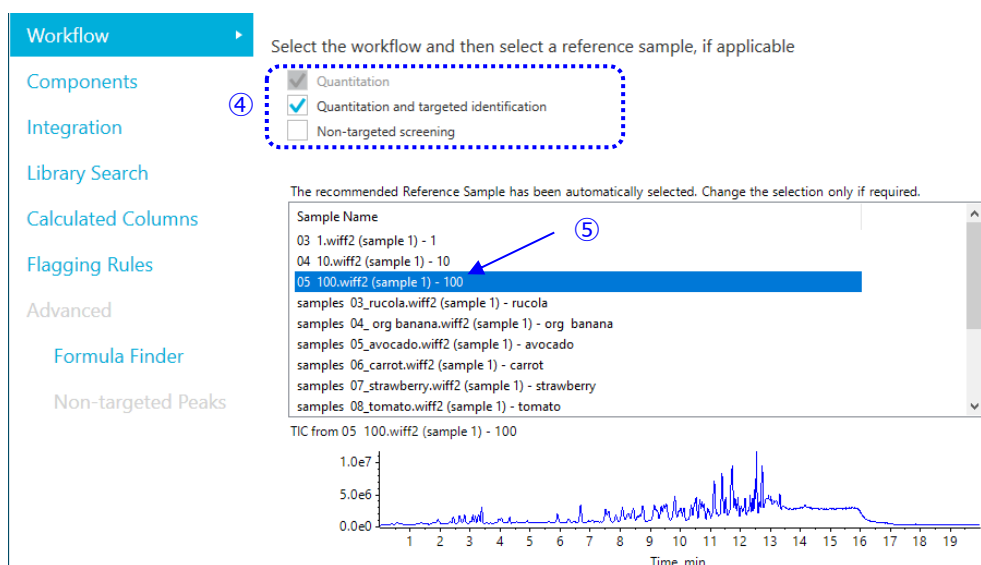 Workflow
Components
Integration
Library Search
Calculated Columns
Flagging Rules
Advanced
Formula Finder
Non-targeted Peaks
Select the workflow and then select a reference sample, if applicable
④
Quantitation
Quantitation and targeted identification
Non-targeted screening
The recommended Reference Sample has been automatically selected. Change the selection only if required.
Sample Name
⑤
03 1.wiff2 (sample 1) - 1
04 10.wiff2 (sample 1) - 10
05 100.wiff2 (sample 1) - 100
samples 03_rucola.wiff2 (sample 1) - rucola
samples 04_ org banana.wiff2 (sample 1) - org banana
samples 05_avocado.wiff2 (sample 1) - avocado
samples 06_carrot.wiff2 (sample 1) - carrot
samples 07_strawberry.wiff2 (sample 1) - strawberry
samples 08_tomato.wiff2 (sample 1) - tomato
TIC from 05 100.wiff2 (sample 1) - 100
1.0e7
5.0e6
0.0e0
1 2 3 4 5 6 7 8 9 10 11 12 13 14 15 16 17 18 19
Time, min